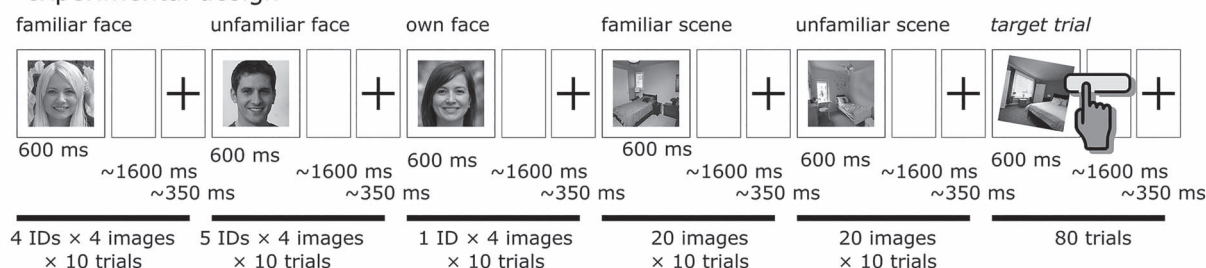 experimental design
familiar face unfamiliar face own face familiar scene unfamiliar scene target trial
600 ms 600 ms 600 ms 600 ms 600 ms 600 ms
~1600 ms ~1600 ms ~1600 ms ~1600 ms ~1600 ms ~1600 ms
~350 ms ~350 ms ~350 ms ~350 ms ~350 ms ~350 ms
4 IDs × 4 images 5 IDs × 4 images 1 ID × 4 images 20 images 20 images 80 trials
× 10 trials × 10 trials × 10 trials × 10 trials × 10 trials